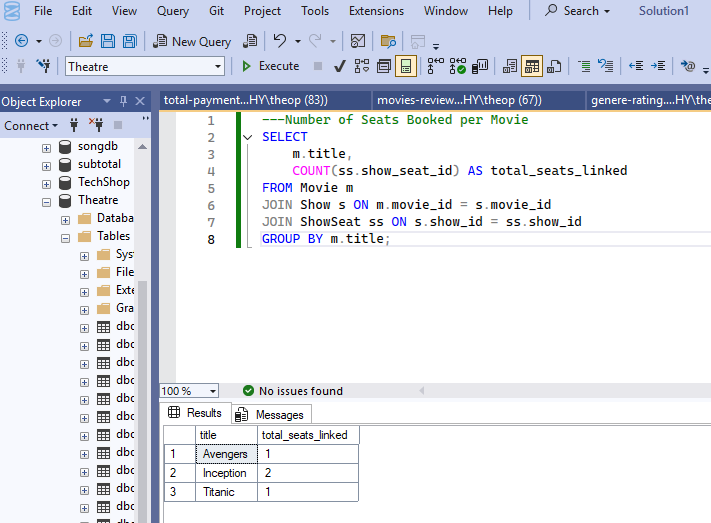 File Edit View Query Git Project Tools Extensions Window Help Search Solution1
New Query
Theatre Execute
Object Explorer
Connect
songdb
subtotal
TechShop
Theatre
Databa
Tables
Sys
File
Exte
Gra
dbo
dbo
dbo
dbo
dbo
dbo
dbo
dbo
dbo
dbo
dbo
dbo
total-payment...HY\theop (83)) movies-review...HY\theop (67)) genere-rating....HY\the
1 ---Number of Seats Booked per Movie
2 SELECT
3 m.title,
4 COUNT(ss.show_seat_id) AS total_seats_linked
5 FROM Movie m
6 JOIN Show s ON m.movie_id = s.movie_id
7 JOIN ShowSeat ss ON s.show_id = ss.show_id
8 GROUP BY m.title;
100 % No issues found
Results Messages
title total_seats_linked
1 Avengers 1
2 Inception 2
3 Titanic 1